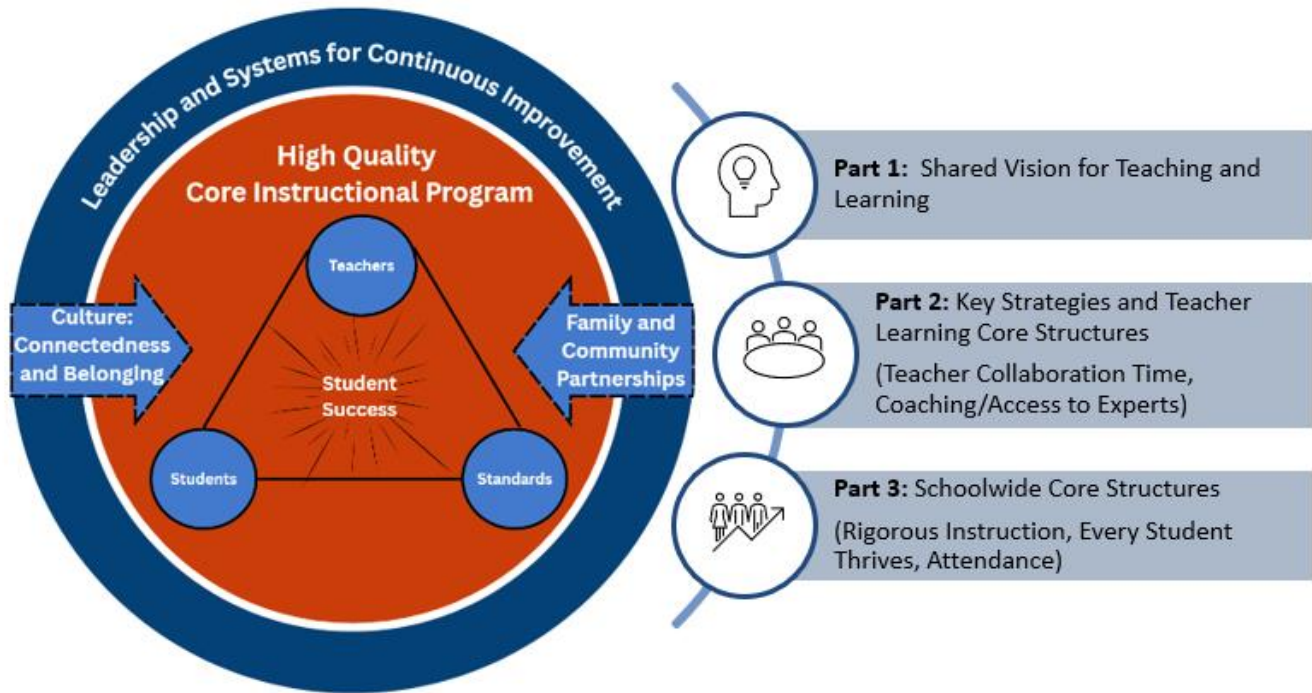 Leadership and Systems for Continuous Improvement
High Quality
Core Instructional Program
Teachers
Culture:
Connectedness
and Belonging
Family and
Community
Partnerships
Student
Success
Students
Standards
Part 1: Shared Vision for Teaching and
Learning
Part 2: Key Strategies and Teacher
Learning Core Structures
(Teacher Collaboration Time,
Coaching/Access to Experts)
Part 3: Schoolwide Core Structures
(Rigorous Instruction, Every Student
Thrives, Attendance)